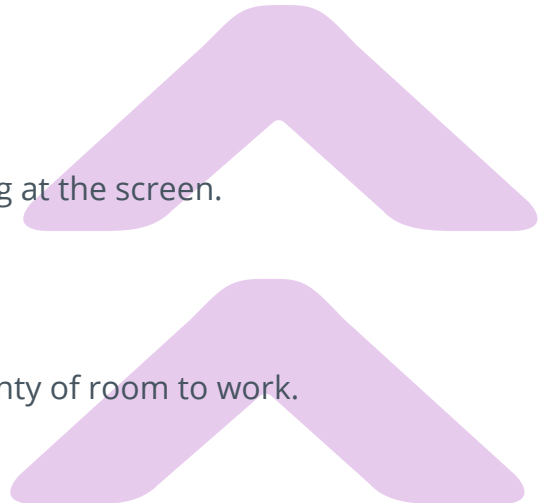 at the screen.
of room to work.